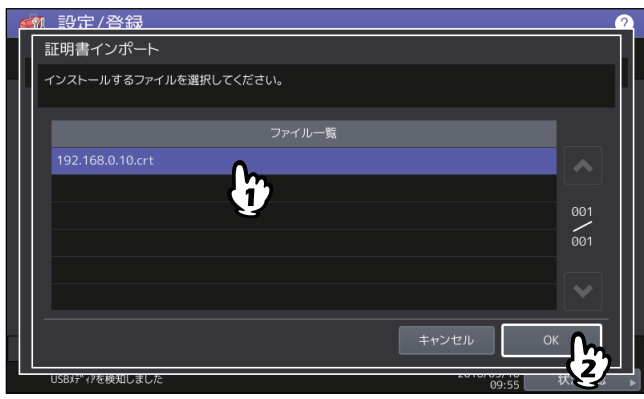 設定/登録
?
証明書インポート
インストールするファイルを選択してください。
ファイル一覧
192.168.0.10.crt
1
001
001
キャンセル
OK
2
USBﾒﾃﾞｨｱを検知しました
09:55